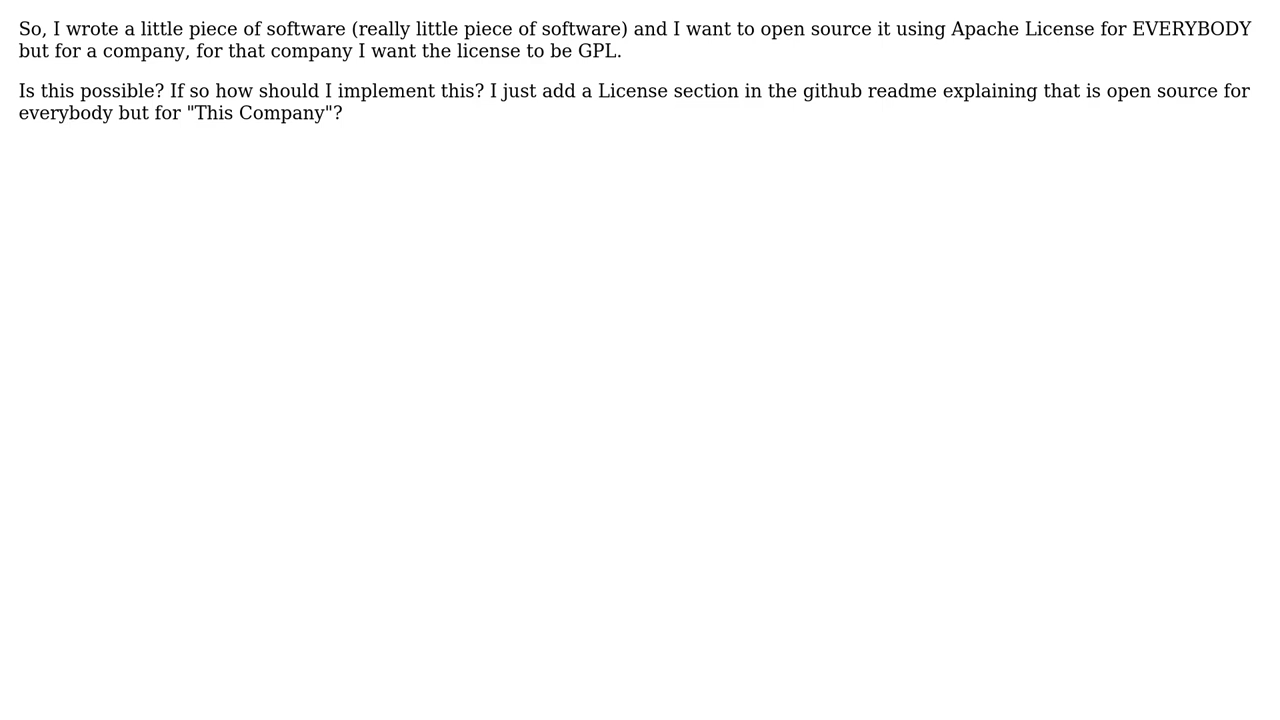 So, I wrote a little piece of software (really little piece of software) and I want to open source it using Apache License for EVERYBODY
but for a company, for that company I want the license to be GPL.
Is this possible? If so how should I implement this? I just add a License section in the github readme explaining that is open source for
everybody but for "This Company"?